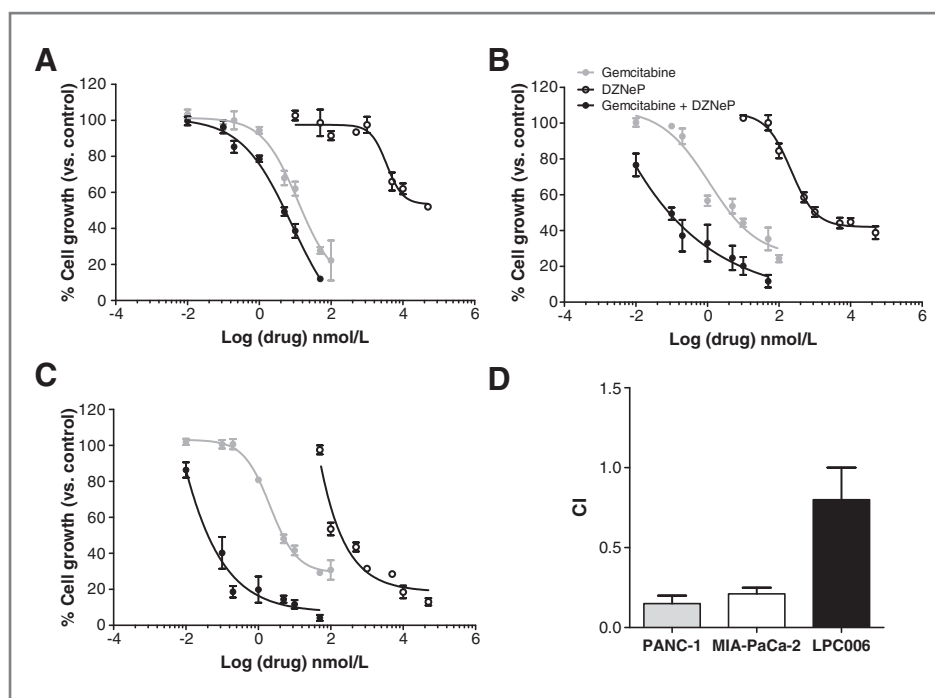 A
120
100
80
60
40
20
0
% Cell growth (vs. control)
-4 -2 0 2 4 6
Log (drug) nmol/L
B
Gemcitabine
DZNeP
Gemcitabine + DZNeP
120
100
80
60
40
20
0
% Cell growth (vs. control)
-4 -2 0 2 4 6
Log (drug) nmol/L
C
120
100
80
60
40
20
0
% Cell growth (vs. control)
-4 -2 0 2 4 6
Log (drug) nmol/L
D
1.5
1.0
0.5
0.0
CI
PANC-1 MIA-PaCa-2 LPC006